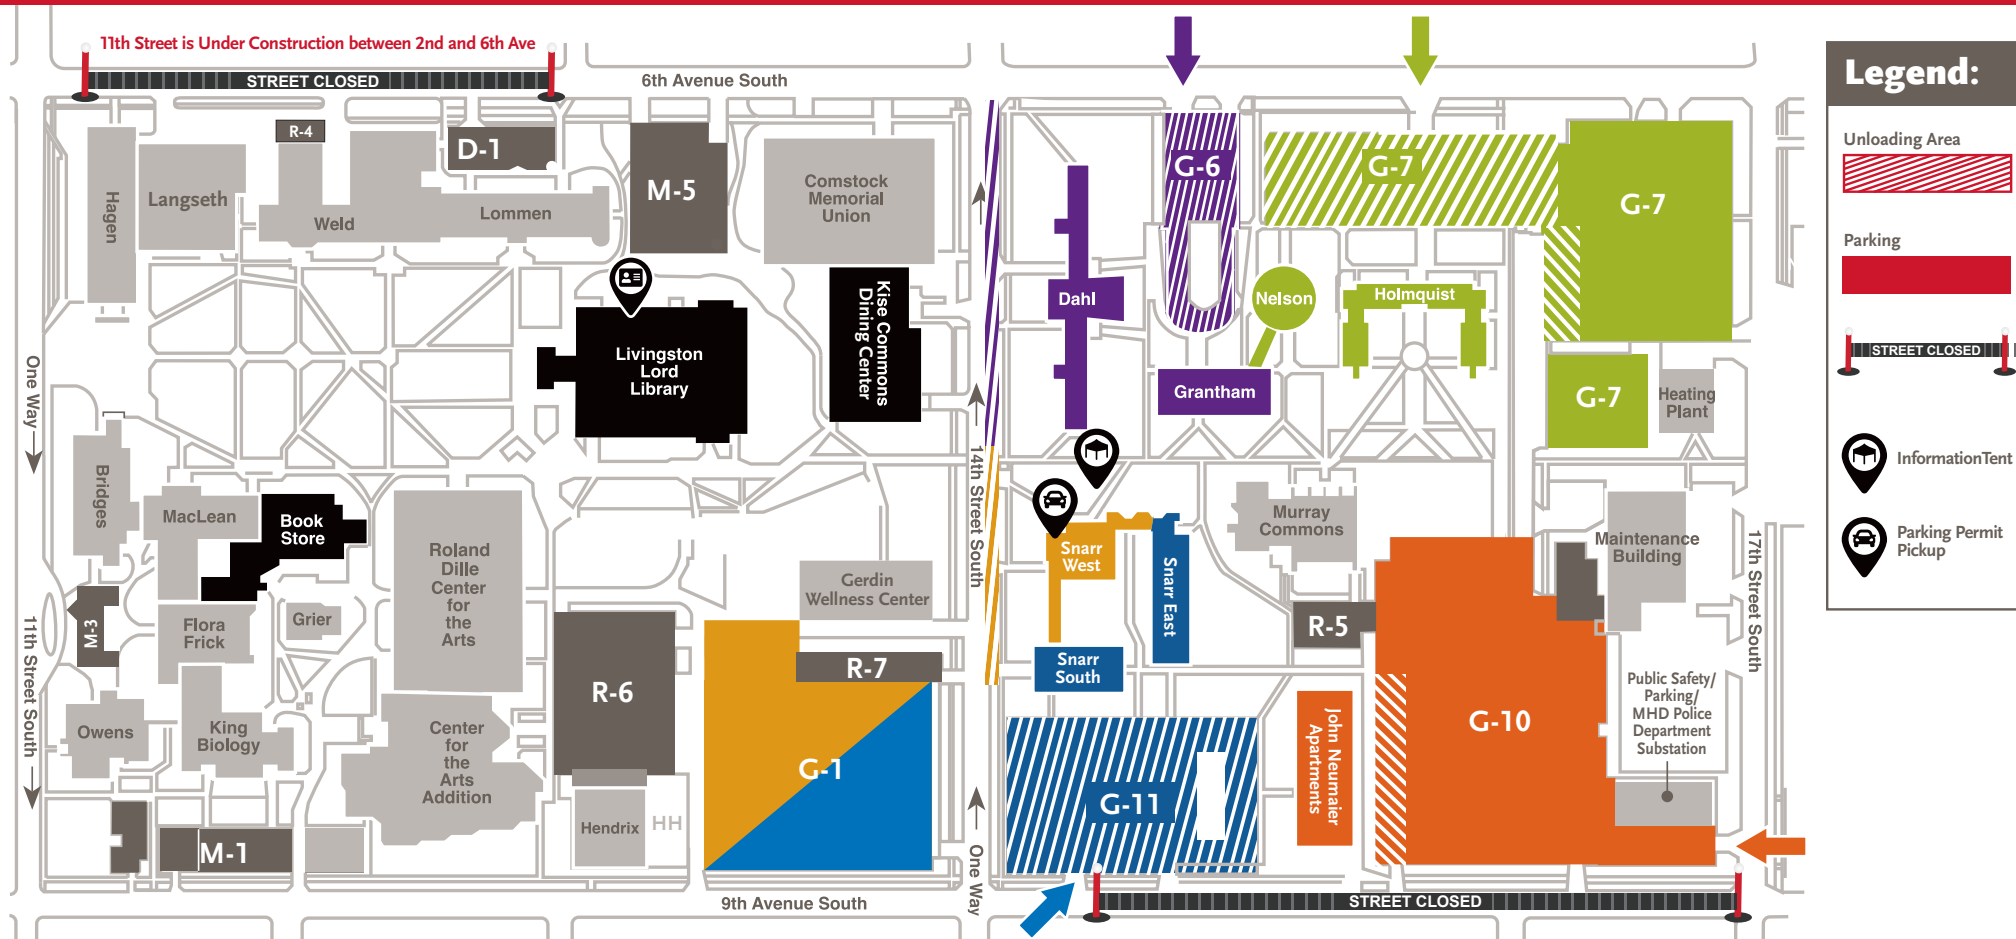 11th Street is Under Construction between 2nd and 6th Ave
STREET CLOSED
6th Avenue South
Legend:
Unloading Area
Parking
STREET CLOSED
InformationTent
Parking Permit
Pickup
R-4
D-1
M-5
Hagen
Langseth
Weld
Lommen
Comstock
Memorial
Union
G-6
G-7
G-7
Dahl
Nelson
Holmquist
Livingston
Lord
Library
Kise Commons
Dining Center
Grantham
G-7
Heating
Plant
One Way
Bridges
MacLean
Book
Store
Roland
Dille
Center
for
the
Arts
14th Street South
Murray
Commons
Maintenance
Building
17th Street South
Snarr
West
Snarr East
Gerdin
Wellness Center
11th Street South
M-3
Flora
Frick
Grier
R-5
R-7
Snarr
South
R-6
Public Safety/
Parking/
MHD Police
Department
Substation
Owens
King
Biology
Center
for
the
Arts
Addition
G-1
G-11
John Neumaier
Apartments
G-10
Hendrix
HH
M-1
One Way
9th Avenue South
STREET CLOSED